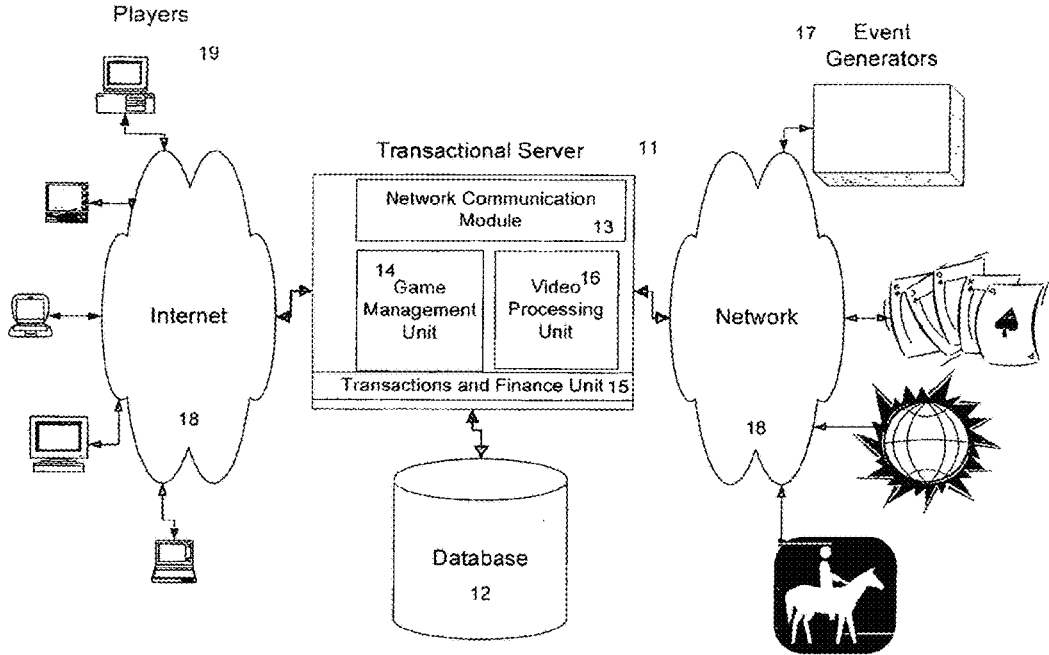 Players
19
17 Event
Generators
Transactional Server 11
Network Communication
Module 13
14
Game
Management
Unit
Video 16
Processing
Unit
Transactions and Finance Unit 15
Internet
18
Network
18
Database
12